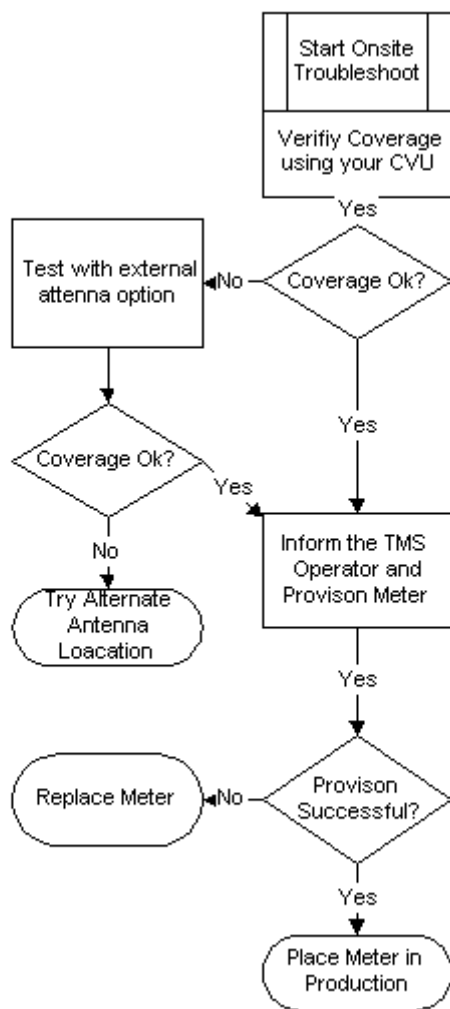 Start Onsite
Troubleshoot
Verifiy Coverage
using your CVU
Yes
Test with external
attenna option
No
Coverage Ok?
Yes
Coverage Ok?
Yes
No
Inform the TMS
Operator and
Provison Meter
Try Alternate
Antenna
Loacation
Yes
Replace Meter
No
Provison
Successful?
Yes
Place Meter in
Production